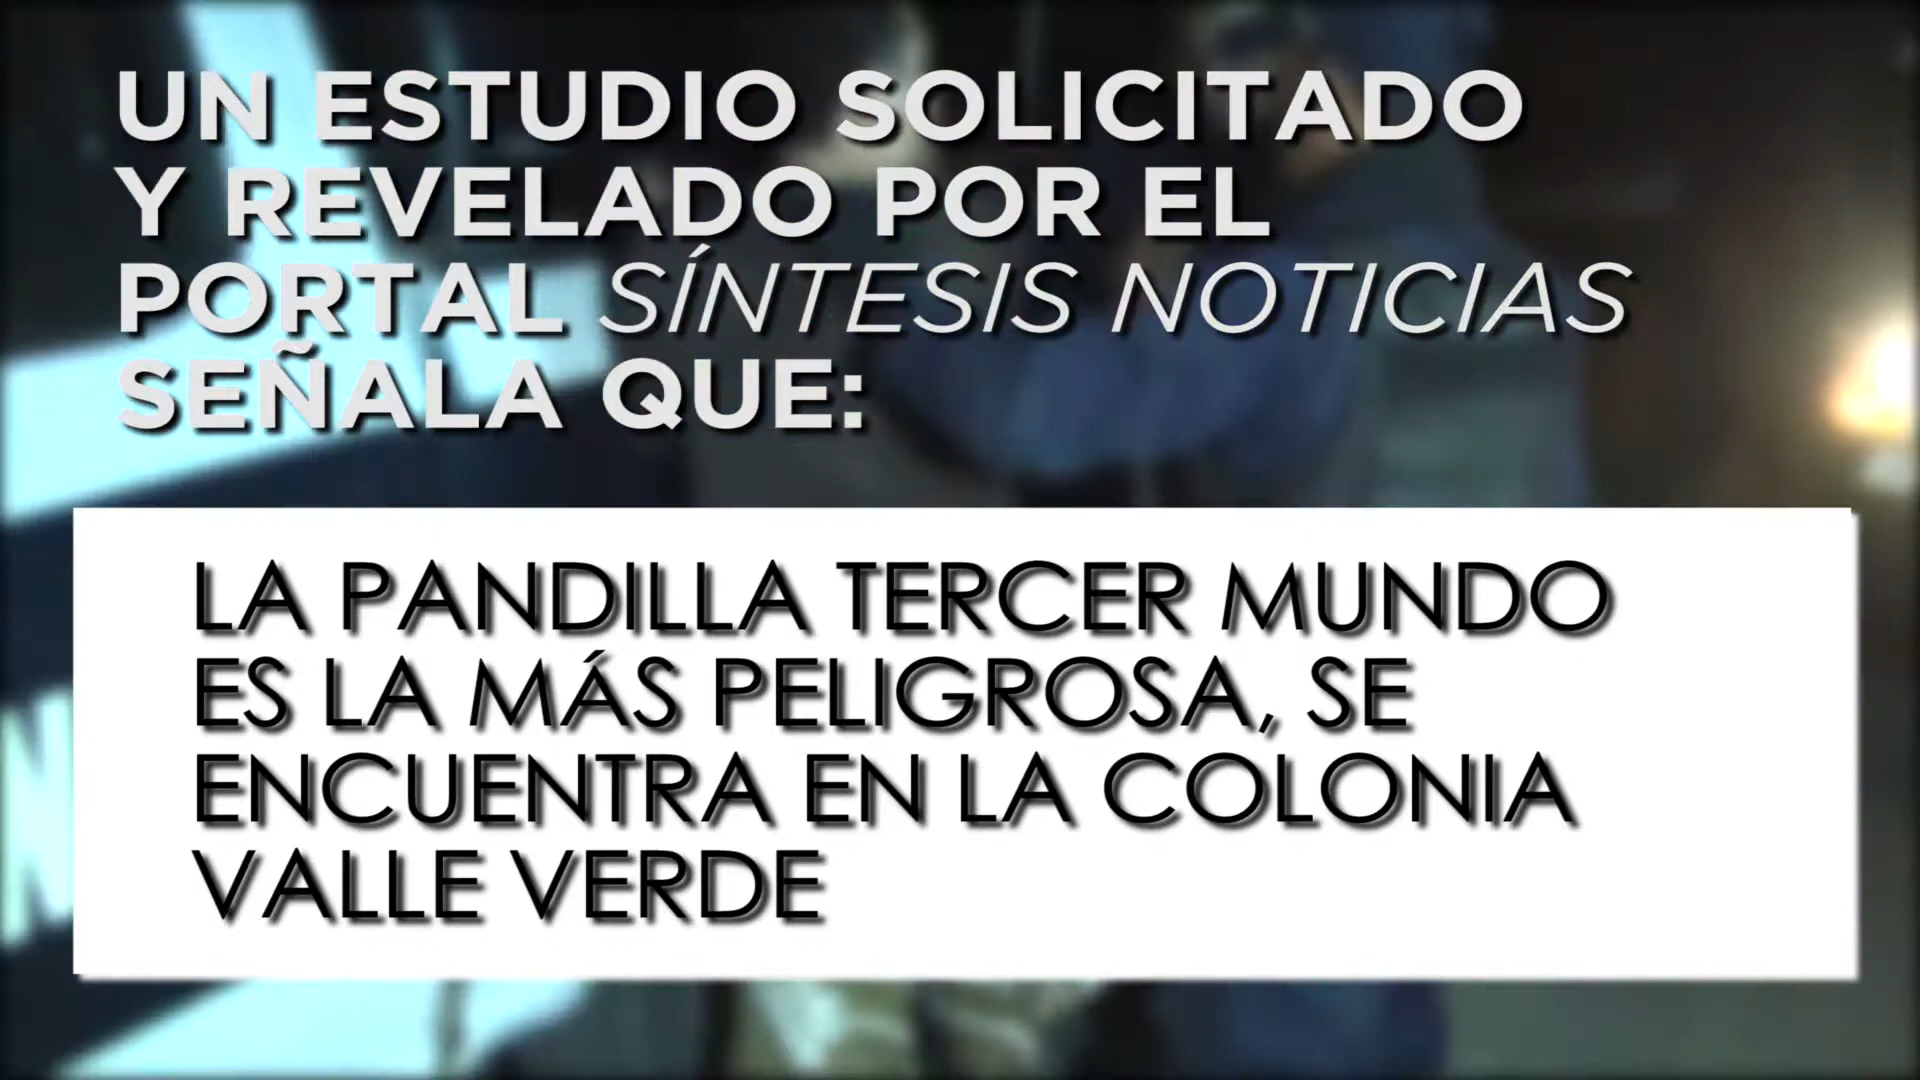 UN ESTUDIO SOLICITADO
Y REVELADO POR EL
PORTAL SÍNTESIS NOTICIAS
SEÑALA QUE:
LA PANDILLA TERCER MUNDO
ES LA MÁS PELIGROSA, SE
ENCUENTRA EN LA COLONIA
VALLE VERDE